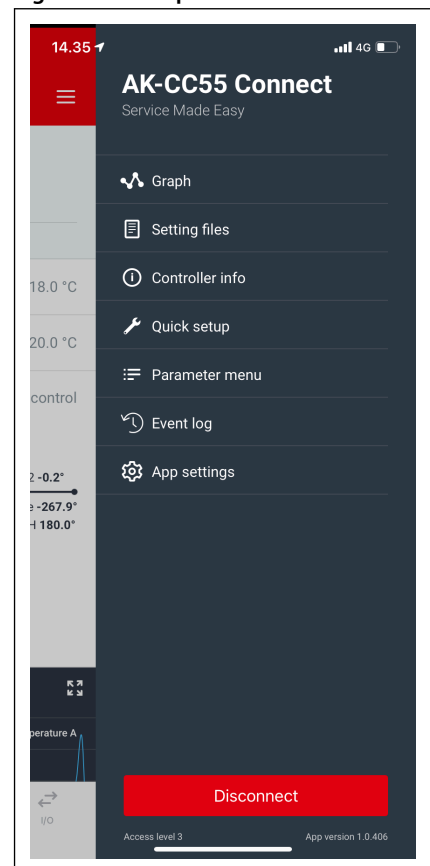 14.35
4G
AK-CC55 Connect
Service Made Easy
Graph
Setting files
18.0 °C
Controller info
Quick setup
20.0 °C
Parameter menu
control
Event log
App settings
2 -0.2°
e -267.9°
H 180.0°
perature A
I/O
Disconnect
Access level 3
App version 1.0.406